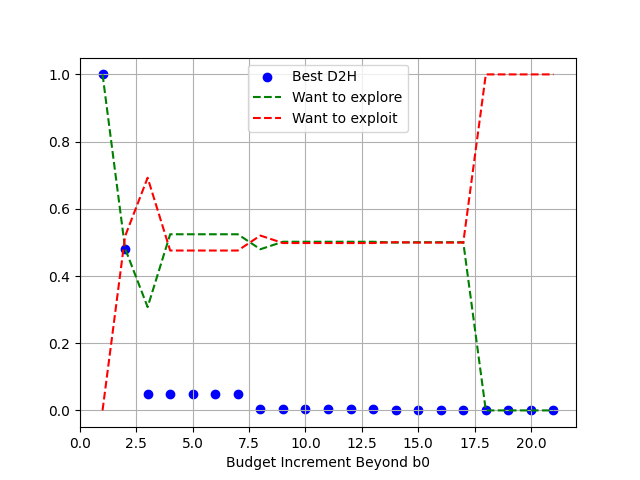 Best D2H
Want to explore
Want to exploit
1.0
0.8
0.6
0.4
0.2
0.0
0.0 2.5 5.0 7.5 10.0 12.5 15.0 17.5 20.0
Budget Increment Beyond b0